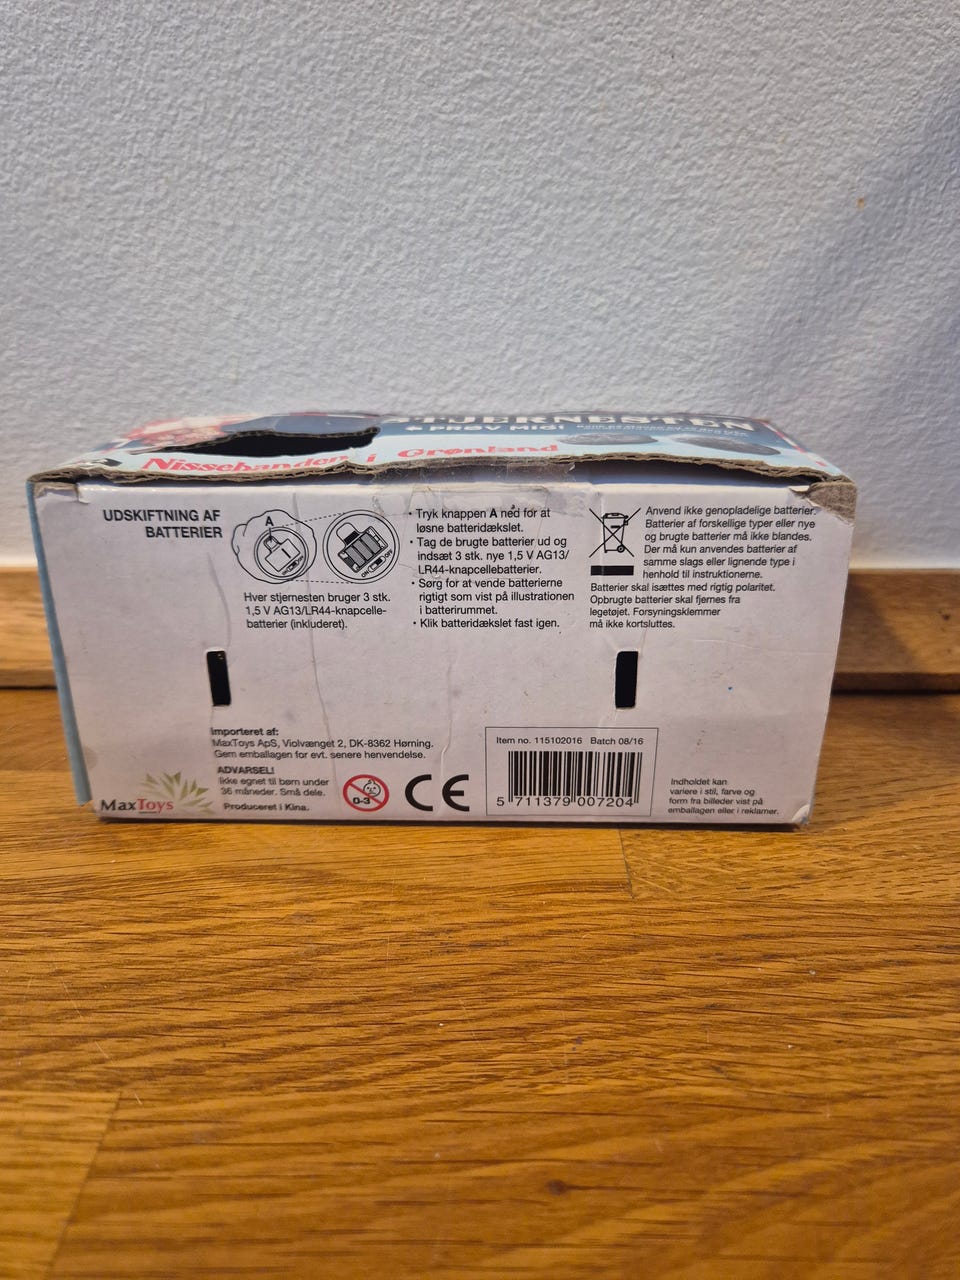 STJERNESTEN
PRØV MIG!
Nissebanden i Grønland
UDSKIFTNING AF
BATTERIER
A
Hver stjernesten bruger 3 stk.
1,5 V AG13/LR44-knapcelle-
batterier (inkluderet).
• Tryk knappen A ned for at
løsne batteridækslet.
• Tag de brugte batterier ud og
indsæt 3 stk. nye 1,5 V AG13/
LR44-knapcellebatterier.
• Sørg for at vende batterierne
rigtigt som vist på illustrationen
i batterirummet.
• Klik batteridækslet fast igen.
Anvend ikke genopladelige batterier.
Batterier af forskellige typer eller nye
og brugte batterier må ikke blandes.
Der må kun anvendes batterier af
samme slags eller lignende type i
henhold til instruktionerne.
Batterier skal isættes med rigtig polaritet.
Opbrugte batterier skal fjernes fra
legetøjet. Forsyningsklemmer
må ikke kortsluttes.
Importeret af:
MaxToys ApS, Violvænget 2, DK-8362 Hørning.
Gem emballagen for evt. senere henvendelse.
ADVARSEL!
Ikke egnet til børn under
36 måneder. Små dele.
Produceret i Kina.
MaxToys
0-3
CE
Item no. 115102016 Batch 08/16
5 711379 007204
Indholdet kan
variere i stil, farve og
form fra billeder vist på
emballagen eller i reklamer.